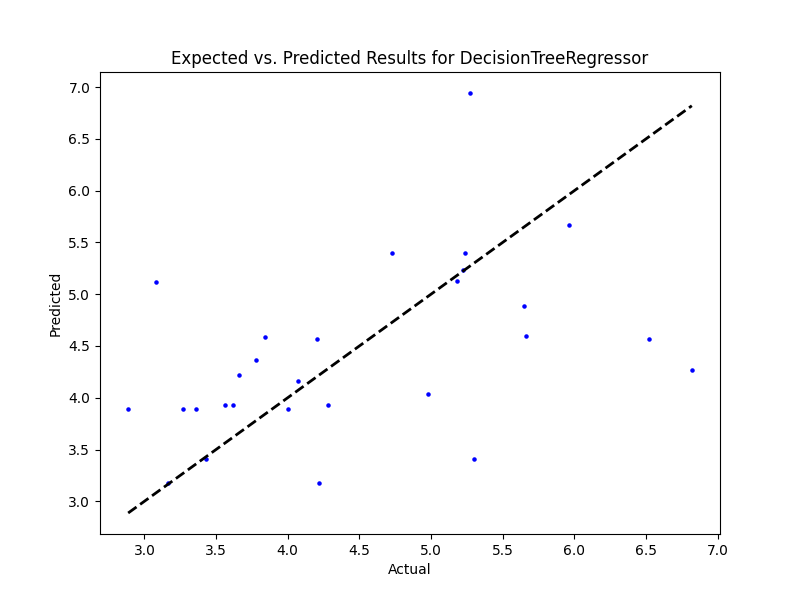 Expected vs. Predicted Results for DecisionTreeRegressor
7.0
6.5
6.0
5.5
5.0
4.5
4.0
3.5
3.0
Predicted
3.0 3.5 4.0 4.5 5.0 5.5 6.0 6.5 7.0
Actual